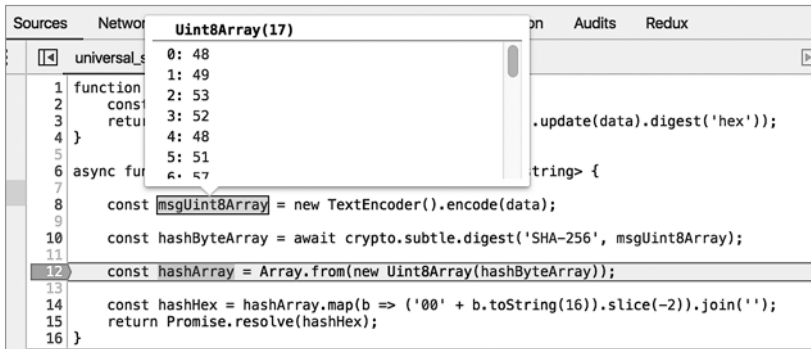 Sources Networ on Audits Redux
universal_s
Uint8Array(17)
0: 48
1: 49
2: 53
3: 52
4: 48
5: 51
6: 57
1 function
2 const
3 retu .update(data).digest('hex'));
4 }
5
6 async fun tring> {
7
8 const msgUint8Array = new TextEncoder().encode(data);
9
10 const hashByteArray = await crypto.subtle.digest('SHA-256', msgUint8Array);
11
12 const hashArray = Array.from(new Uint8Array(hashByteArray));
13
14 const hashHex = hashArray.map(b => ('00' + b.toString(16)).slice(-2)).join('');
15 return Promise.resolve(hashHex);
16 }